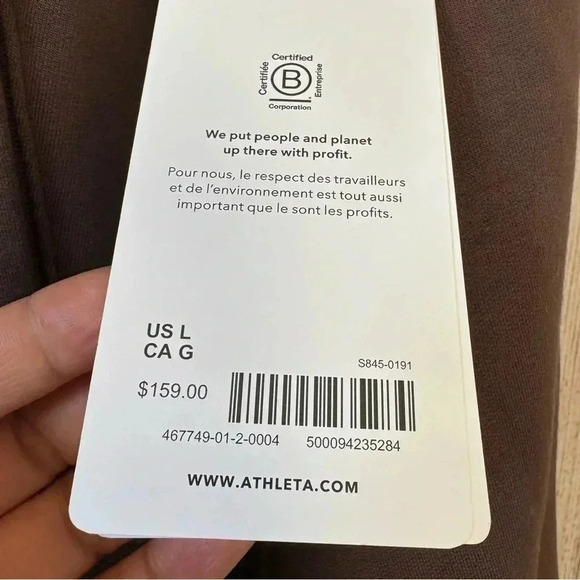 Certified
Certifiée
B
Entreprise
Corporation
We put people and planet
up there with profit.
Pour nous, le respect des travailleurs
et de l'environnement est tout aussi
important que le sont les profits.
US L
CA G
S845-0191
$159.00
467749-01-2-0004 500094235284
WWW.ATHLETA.COM